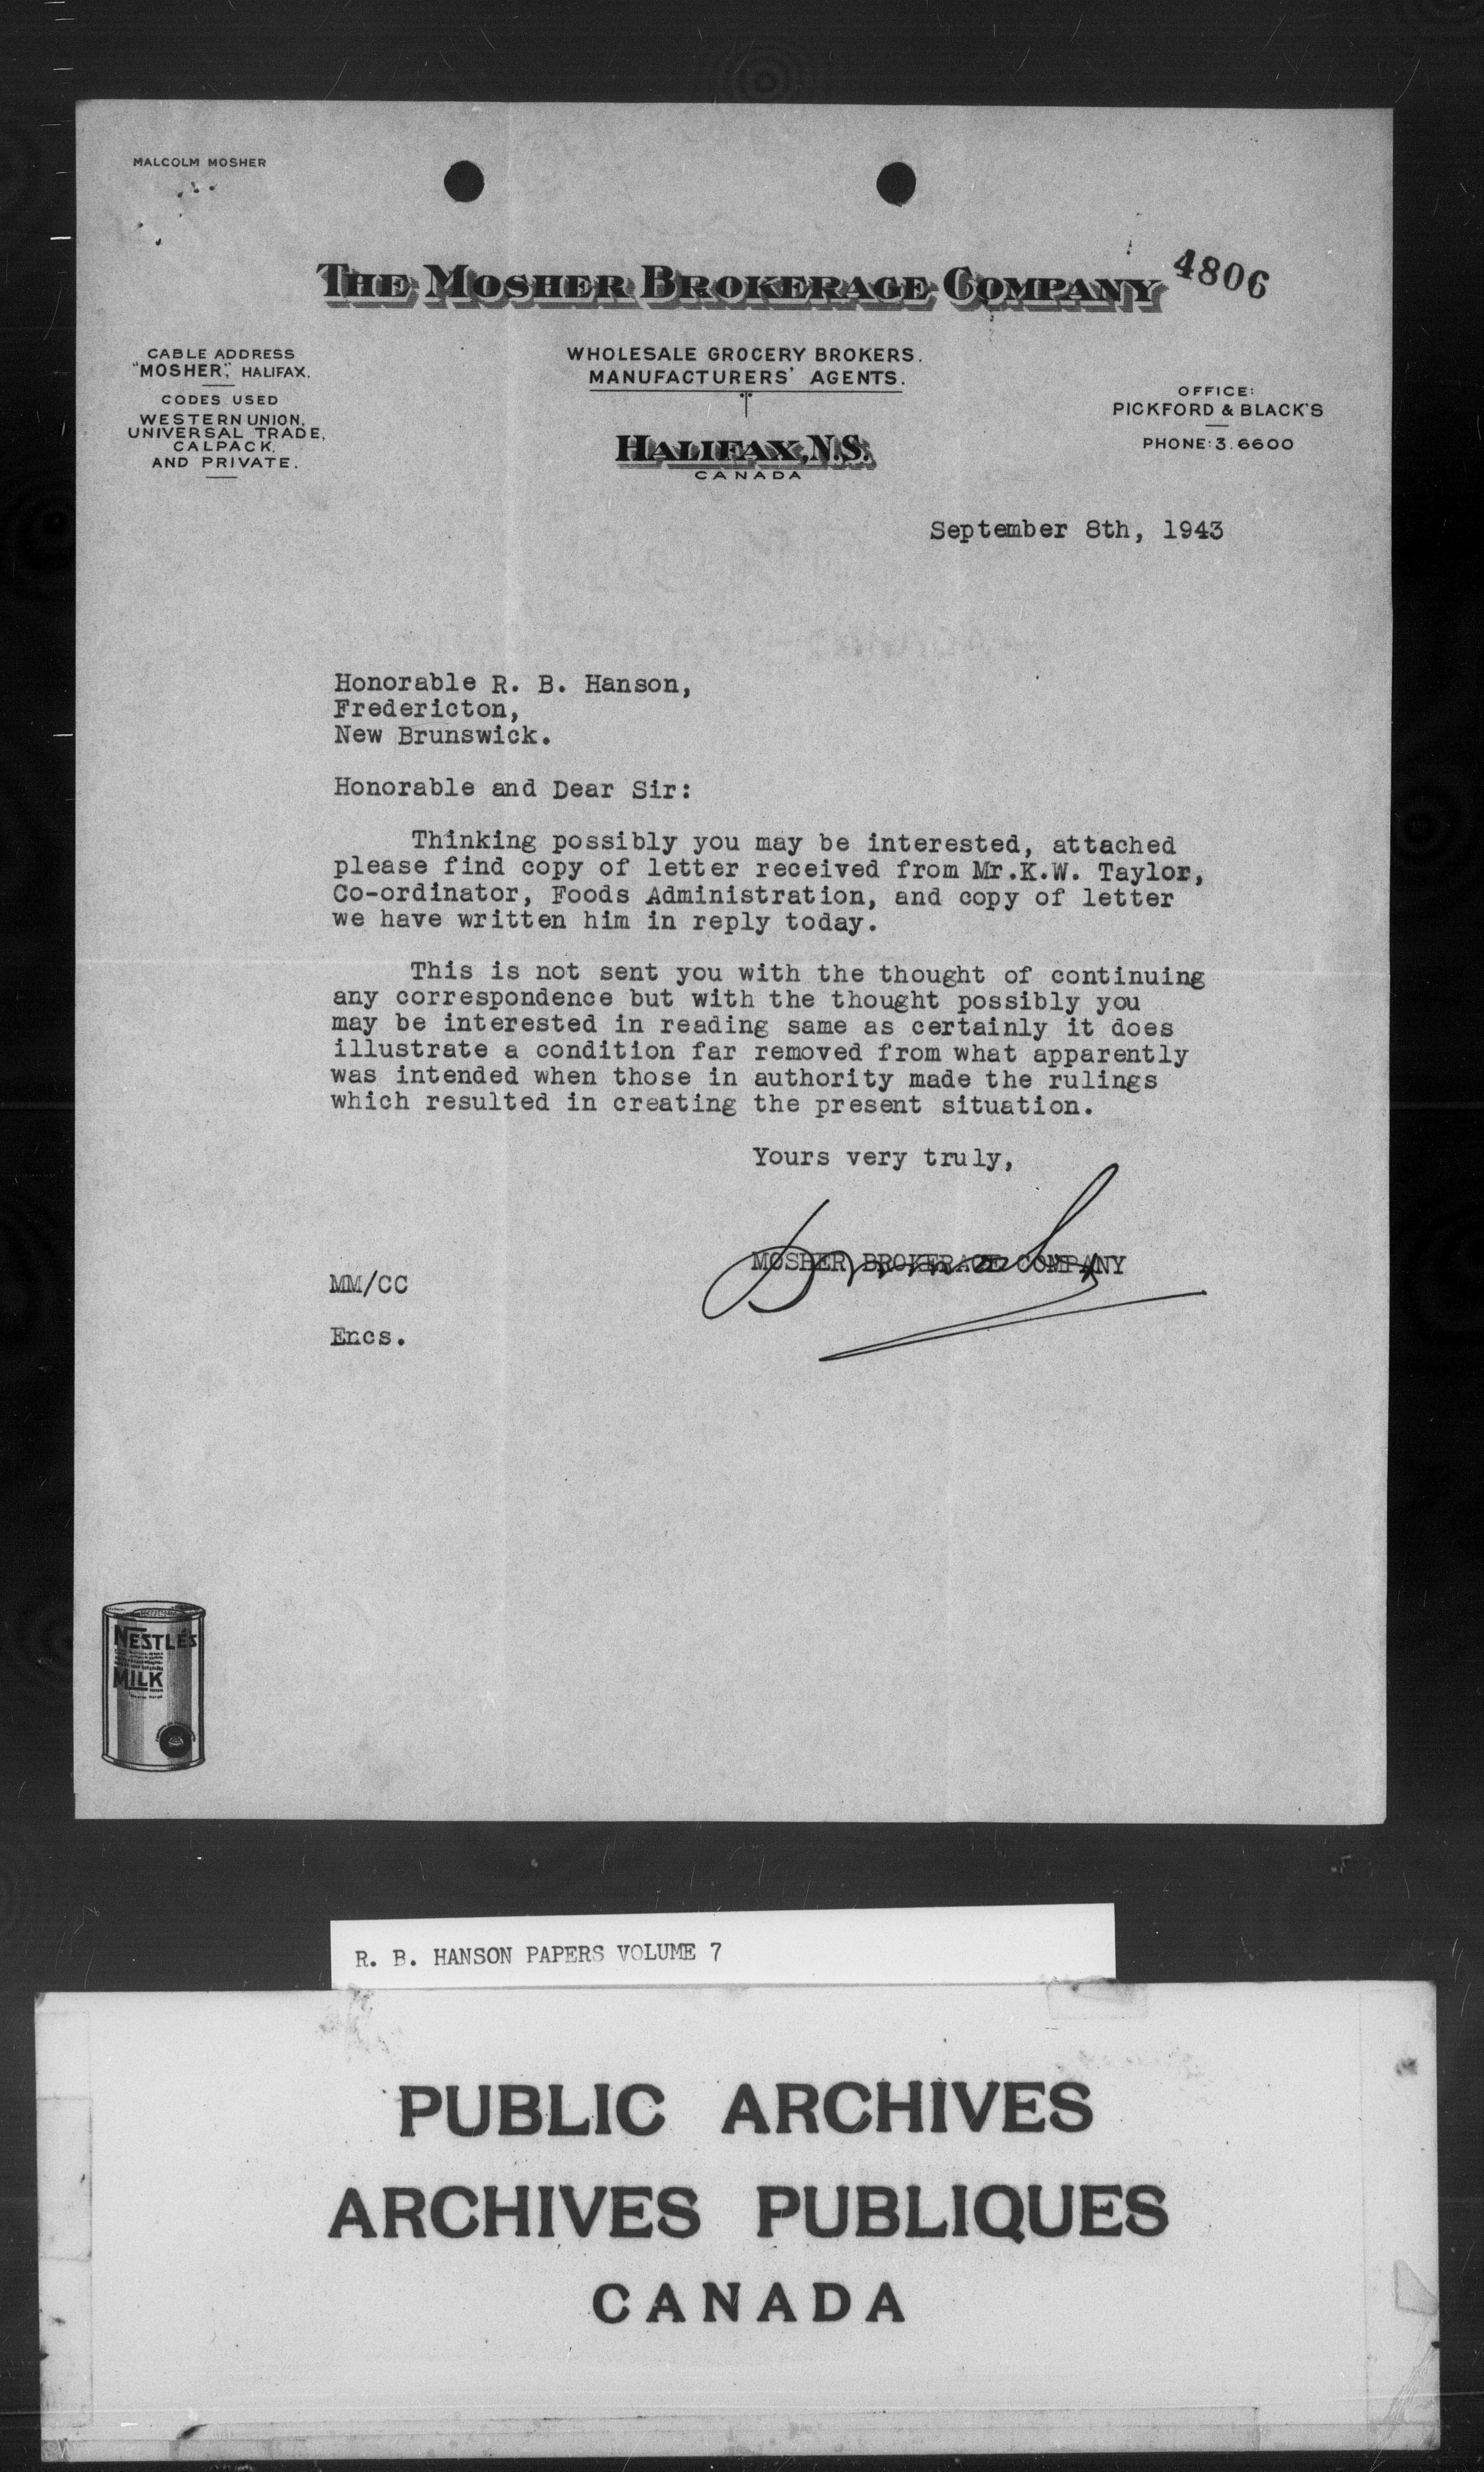 MALCOLM MOSHER
THE MOSHER BROKERAGE COMPANY
4806
CABLE ADDRESS
"MOSHER", HALIFAX.
CODES USED
WESTERN UNION,
UNIVERSAL TRADE,
CALPACK.
AND PRIVATE.
WHOLESALE GROCERY BROKERS.
MANUFACTURERS' AGENTS.
HALIFAX, N.S.
CANADA
OFFICE:
PICKFORD & BLACK'S
PHONE: 3.6600
September 8th, 1943
Honorable R. B. Hanson,
Fredericton,
New Brunswick.
Honorable and Dear Sir:
Thinking possibly you may be interested, attached
please find copy of letter received from Mr.K.W. Taylor,
Co-ordinator, Foods Administration, and copy of letter
we have written him in reply today.
This is not sent you with the thought of continuing
any correspondence but with the thought possibly you
may be interested in reading same as certainly it does
illustrate a condition far removed from what apparently
was intended when those in authority made the rulings
which resulted in creating the present situation.
Yours very truly,
MOSHER BROKERAGE COMPANY
MM/CC
Encs.
NESTLÉ'S
MILK
R. B. HANSON PAPERS VOLUME 7
PUBLIC ARCHIVES
ARCHIVES PUBLIQUES
CANADA